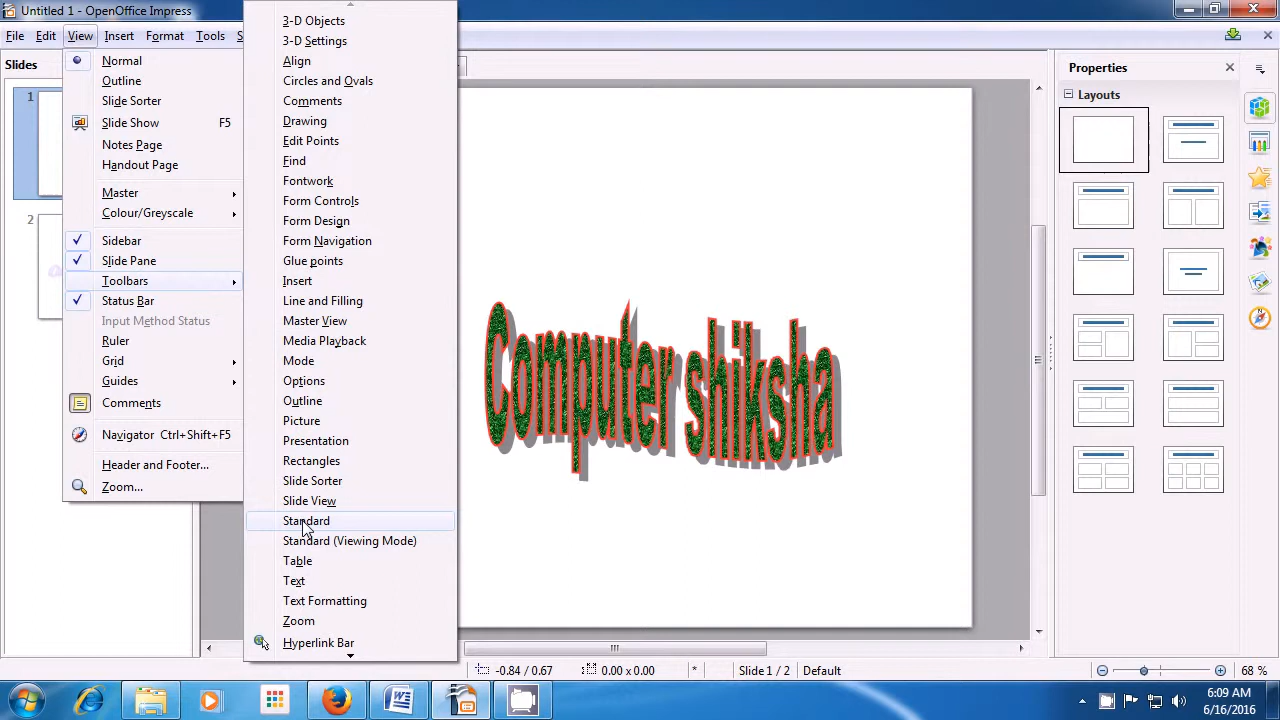 Untitled 1 - OpenOffice Impress
File Edit View Insert Format Tools
Slides
Normal
Outline
Slide Sorter
Slide Show F5
Notes Page
Handout Page
Master
Colour/Greyscale
Sidebar
Slide Pane
Toolbars
Status Bar
Input Method Status
Ruler
Grid
Guides
Comments
Navigator Ctrl+Shift+F5
Header and Footer...
Zoom...
3-D Objects
3-D Settings
Align
Circles and Ovals
Comments
Drawing
Edit Points
Find
Fontwork
Form Controls
Form Design
Form Navigation
Glue points
Insert
Line and Filling
Master View
Media Playback
Mode
Options
Outline
Picture
Presentation
Rectangles
Slide Sorter
Slide View
Standard
Standard (Viewing Mode)
Table
Text
Text Formatting
Zoom
Hyperlink Bar
1
2
Computer shiksha
Properties
Layouts
-0.84 / 0.67 0.00 x 0.00 * Slide 1 / 2 Default 68 %
6:09 AM
6/16/2016